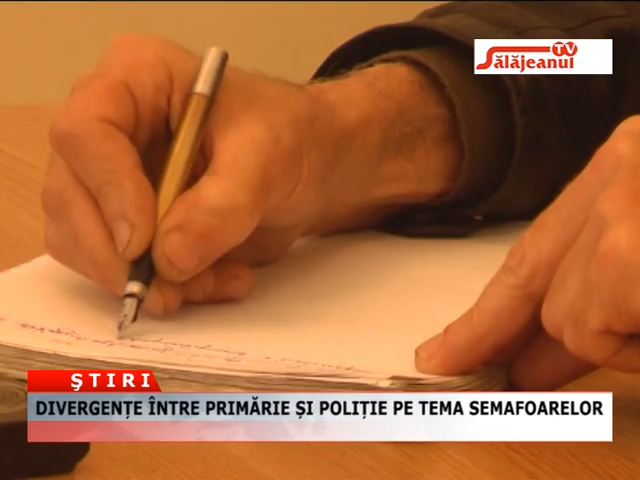 Sălăjeanul TV
ŞTIRI
DIVERGENȚE ÎNTRE PRIMĂRIE ȘI POLIȚIE PE TEMA SEMAFOARELOR